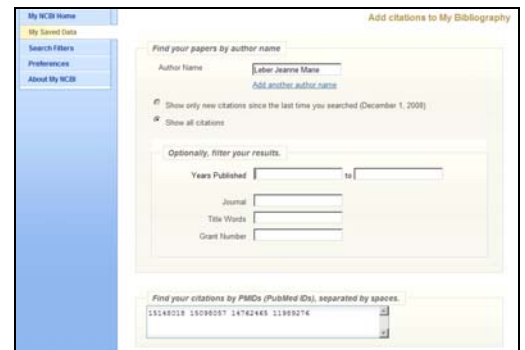 My NCBI Home
Add citations to My Bibliography
My Saved Data
Search Filters
Preferences
About My NCBI
Find your papers by author name
Author Name
Leber Jeanne Marie
Add another author name
Show only new citations since the last time you searched (December 1, 2008)
Show all citations
Optionally, filter your results.
Years Published
to
Journal
Title Words
Grant Number
Find your citations by PMIDs (PubMed IDs), separated by spaces.
15148018 15098057 14762465 11989276